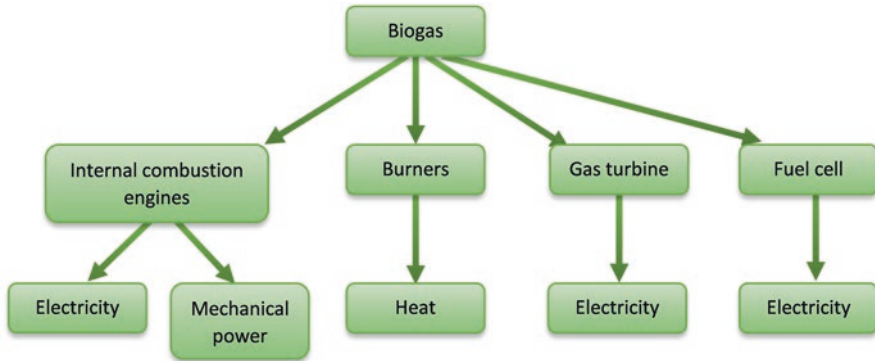 Biogas
Internal combustion
engines
Burners
Gas turbine
Fuel cell
Electricity
Mechanical
power
Heat
Electricity
Electricity